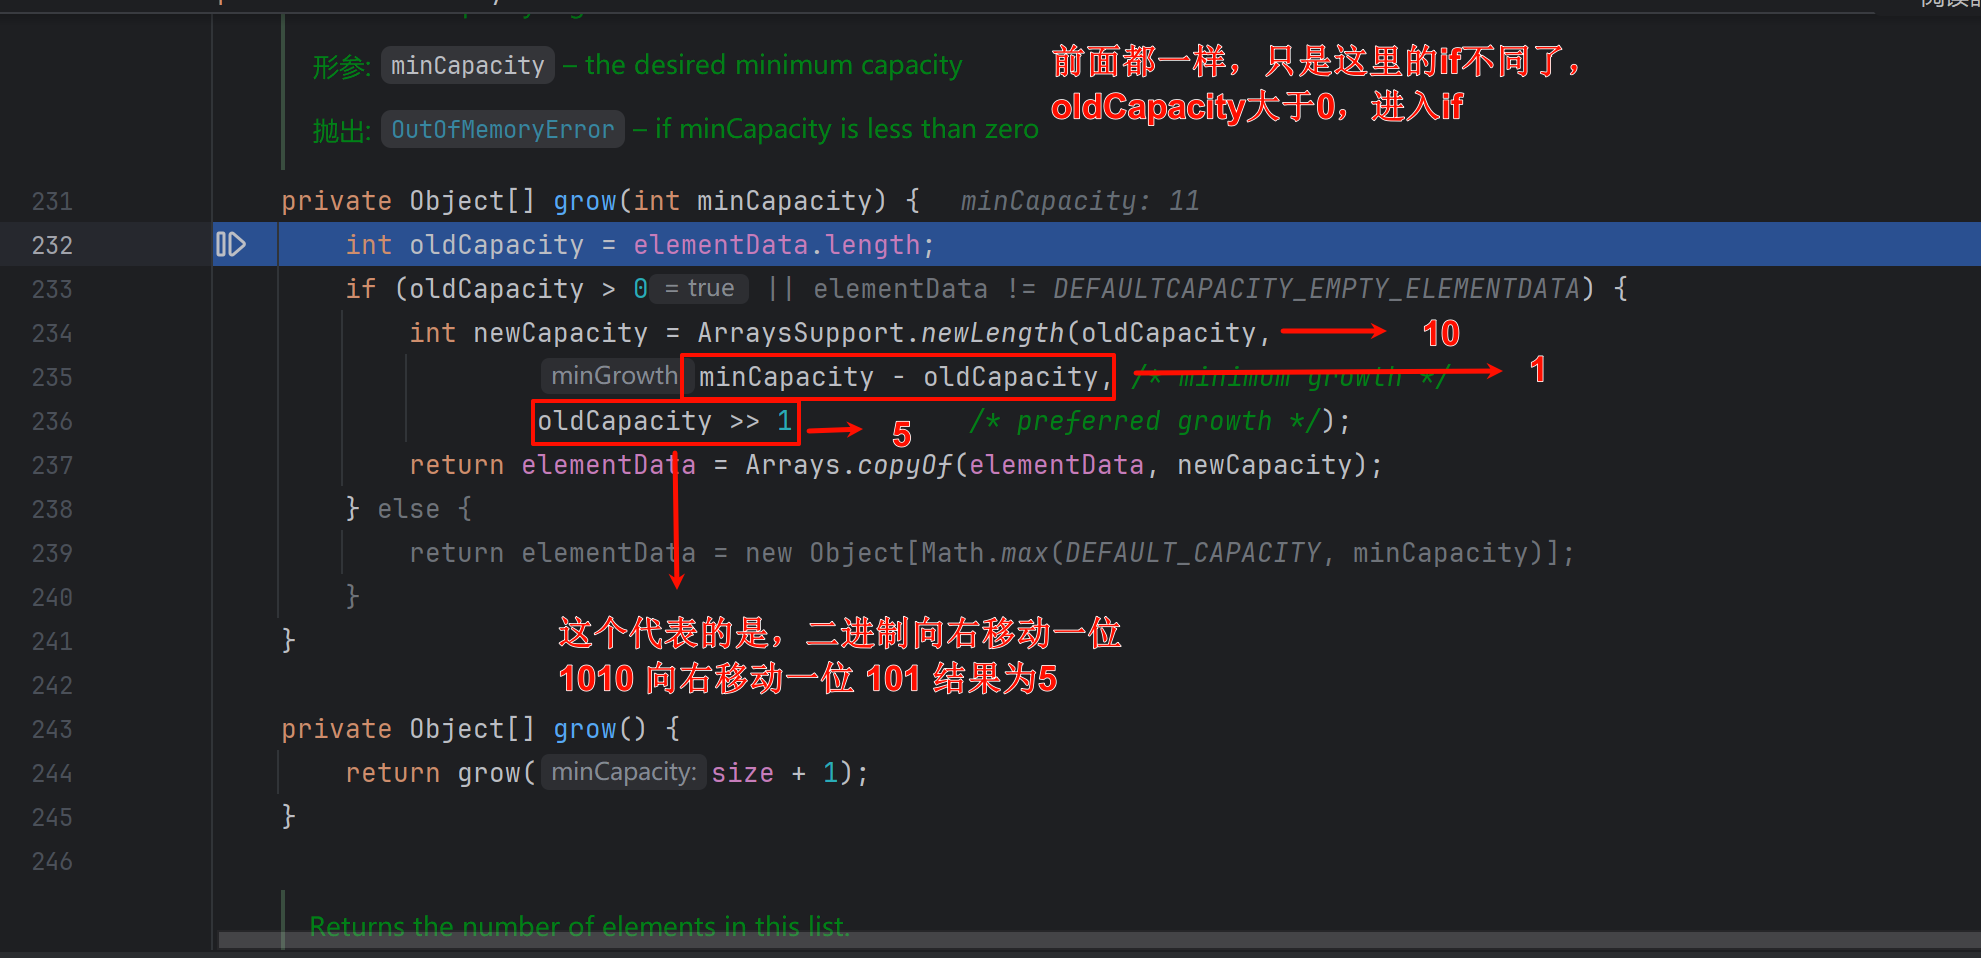 形参: minCapacity – the desired minimum capacity
抛出: OutOfMemoryError – if minCapacity is less than zero
前面都一样，只是这里的if不同了，
oldCapacity大于0，进入if
231 private Object[] grow(int minCapacity) { minCapacity: 11
232 int oldCapacity = elementData.length;
233 if (oldCapacity > 0 = true || elementData != DEFAULTCAPACITY_EMPTY_ELEMENTDATA) {
234 int newCapacity = ArraysSupport.newLength(oldCapacity, 10
235 minGrowth minCapacity - oldCapacity, /* minimum growth */ 1
236 oldCapacity >> 1 5 /* preferred growth */);
237 return elementData = Arrays.copyOf(elementData, newCapacity);
238 } else {
239 return elementData = new Object[Math.max(DEFAULT_CAPACITY, minCapacity)];
240 }
241 }
这个代表的是，二进制向右移动一位
1010 向右移动一位 101 结果为5
242
243 private Object[] grow() {
244 return grow( minCapacity: size + 1);
245 }
246
Returns the number of elements in this list.